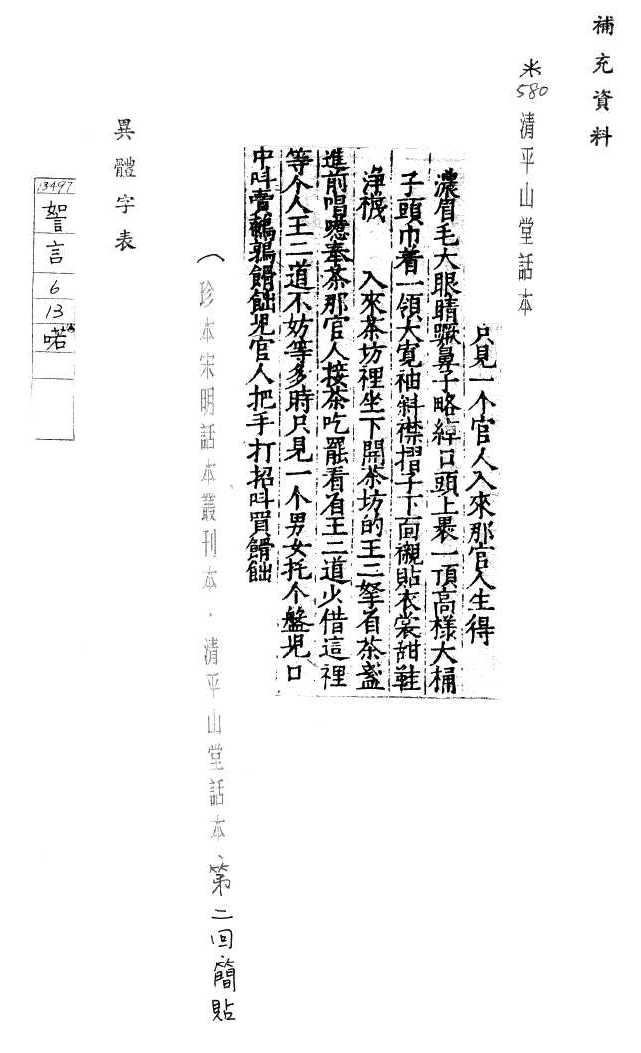 補充資料
※
580
清平山堂話本
只見一个官人入來那官人生得
濃眉毛大眼睛蹶鼻子略綽口頭上裹一頂高樣大桶
子頭巾着一領大寬袖斜襟摺子下面襯貼衣裳甜鞋
淨襪 入來茶坊裡坐下開茶坊的王二拏着茶盞
進前唱喏奉茶那官人接茶吃罷看着王二道少借這裡
等个人王二道不妨等多時只見一个男女托个盤児口
中叫賣鵪鶉餶飿児官人把手打招叫買餶飿
(珍本宋明話本叢刊本．清平山堂話本、第二回、簡貼
異體字表
13497
言
6
13
喏